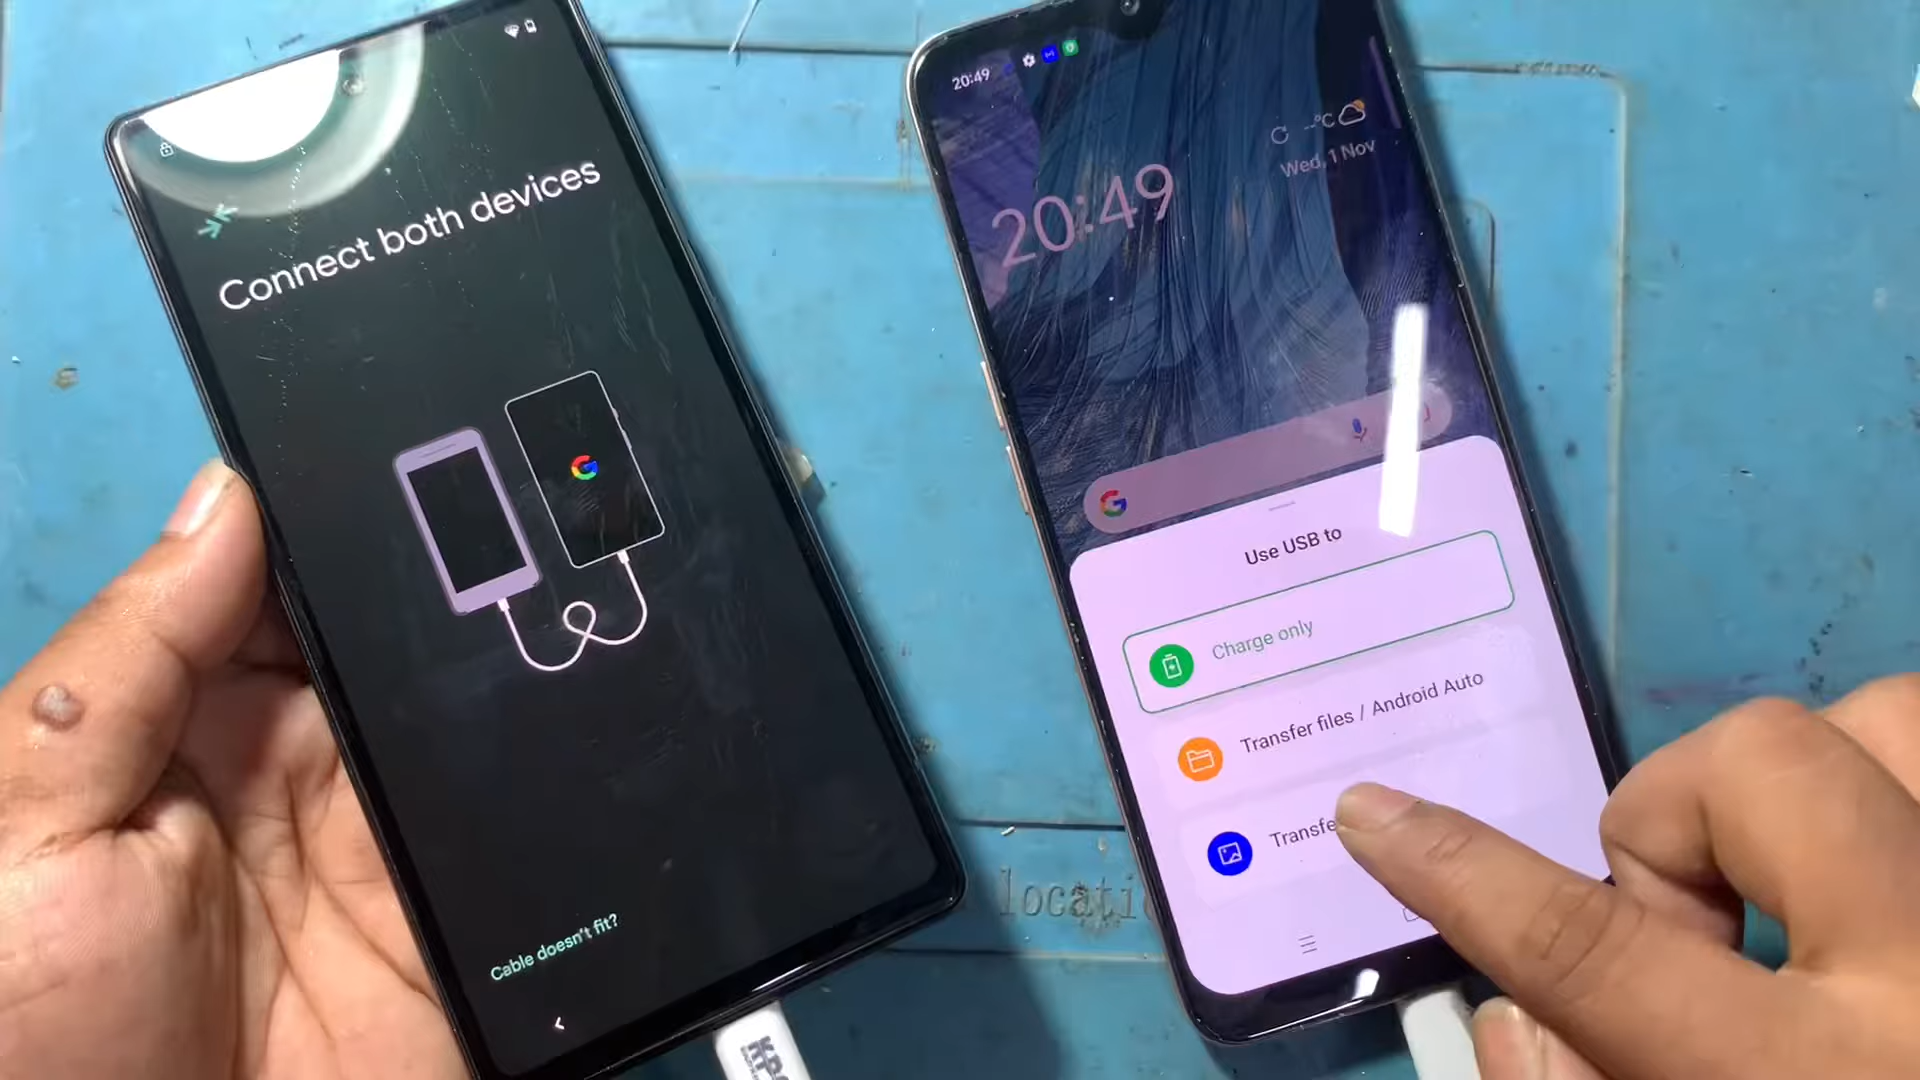 Connect both devices
Cable doesn't fit?
20:49
--°C
Wed, 1 Nov
20:49
Use USB to
Charge only
Transfer files / Android Auto
Transfe
locati